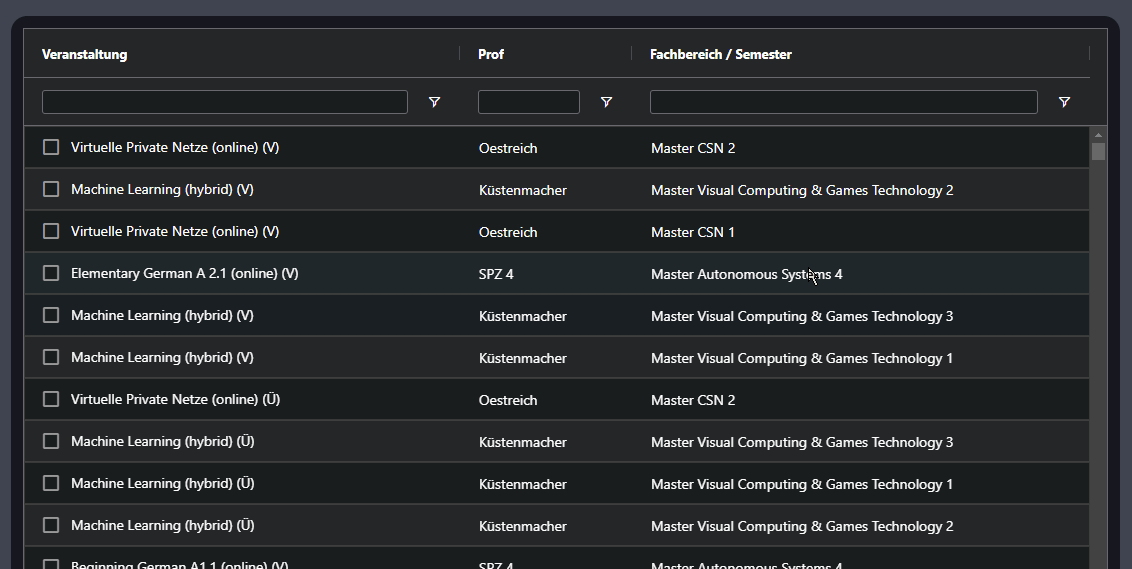 Veranstaltung Prof Fachbereich / Semester
Virtuelle Private Netze (online) (V) Oestreich Master CSN 2
Machine Learning (hybrid) (V) Küstenmacher Master Visual Computing & Games Technology 2
Virtuelle Private Netze (online) (V) Oestreich Master CSN 1
Elementary German A 2.1 (online) (V) SPZ 4 Master Autonomous Systems 4
Machine Learning (hybrid) (V) Küstenmacher Master Visual Computing & Games Technology 3
Machine Learning (hybrid) (V) Küstenmacher Master Visual Computing & Games Technology 1
Virtuelle Private Netze (online) (Ü) Oestreich Master CSN 2
Machine Learning (hybrid) (Ü) Küstenmacher Master Visual Computing & Games Technology 3
Machine Learning (hybrid) (Ü) Küstenmacher Master Visual Computing & Games Technology 1
Machine Learning (hybrid) (Ü) Küstenmacher Master Visual Computing & Games Technology 2
Beginning German A1.1 (online) (V) SPZ 4 Master Autonomous Systems 4